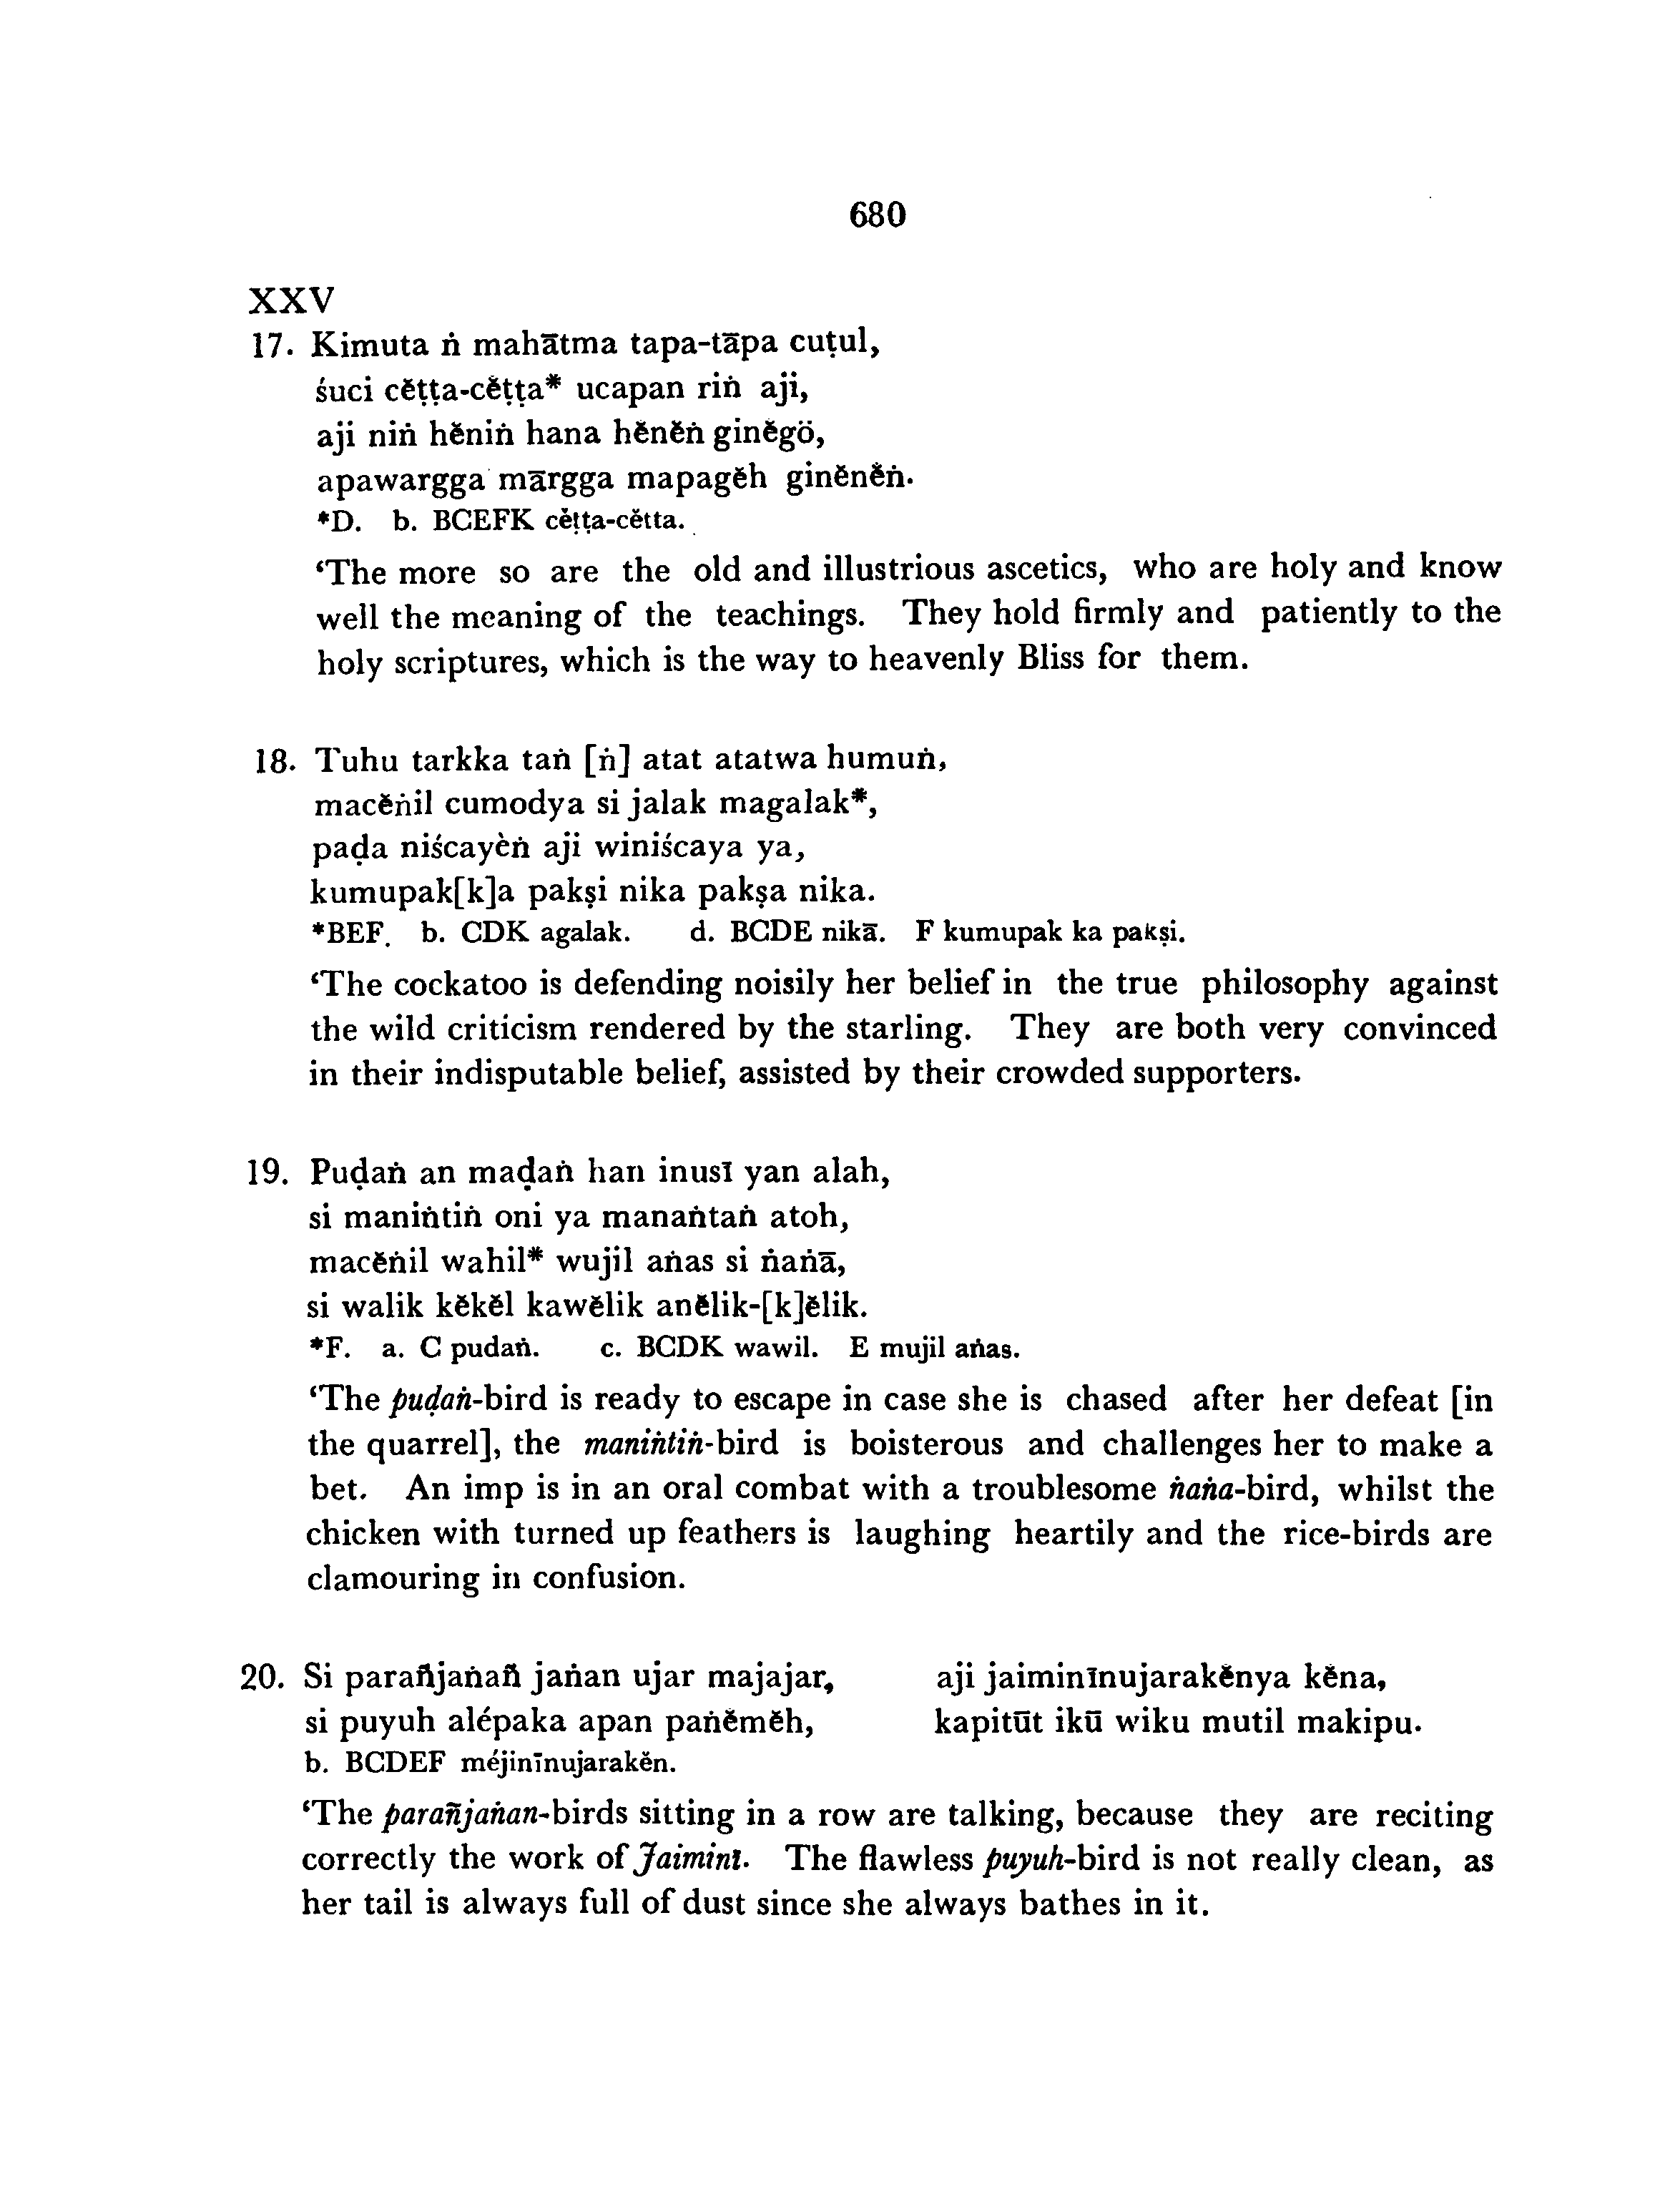 680
XXV
17. Kimuta ṅ mahātma tapa-tāpa cuṭul,
śuci cĕṭṭa-cĕṭṭa* ucapan riṅ aji,
aji niṅ hĕniṅ hana hĕnĕṅ ginĕgö,
apawargga mārgga mapagĕh ginĕnĕṅ.
*D. b. BCEFK cĕṭṭa-cĕtta.
‘The more so are the old and illustrious ascetics, who are holy and know
well the meaning of the teachings. They hold firmly and patiently to the
holy scriptures, which is the way to heavenly Bliss for them.
18. Tuhu tarkka taṅ [ṅ] atat atatwa humuṅ,
macĕṅil cumodya si jalak magalak*,
paḍa niścayèṅ aji winiścaya ya,
kumupak[k]a pakṣi nika pakṣa nika.
*BEF. b. CDK agalak. d. BCDE nikā. F kumupak ka pakṣi.
‘The cockatoo is defending noisily her belief in the true philosophy against
the wild criticism rendered by the starling. They are both very convinced
in their indisputable belief, assisted by their crowded supporters.
19. Puḍaṅ an maḍaṅ han inusī yan alah,
si maniṅtiṅ oni ya manaṅtaṅ atoh,
macĕṅil wahil* wujil aṅas si ṅaṅā,
si walik kĕkĕl kawĕlik anĕlik-[k]ĕlik.
*F. a. C pudaṅ. c. BCDK wawil. E mujil aṅas.
‘The puḍaṅ-bird is ready to escape in case she is chased after her defeat [in
the quarrel], the maniṅtiṅ-bird is boisterous and challenges her to make a
bet. An imp is in an oral combat with a troublesome ṅaṅa-bird, whilst the
chicken with turned up feathers is laughing heartily and the rice-birds are
clamouring in confusion.
20. Si parañjaṅañ jaṅan ujar majajar, aji jaiminīnujarakĕnya kĕna,
si puyuh alépaka apan paṅĕmĕh, kapitūt ikū wiku mutil makipu.
b. BCDEF méjinīnujarakĕn.
‘The parañjaṅan-birds sitting in a row are talking, because they are reciting
correctly the work of Jaiminī. The flawless puyuh-bird is not really clean, as
her tail is always full of dust since she always bathes in it.